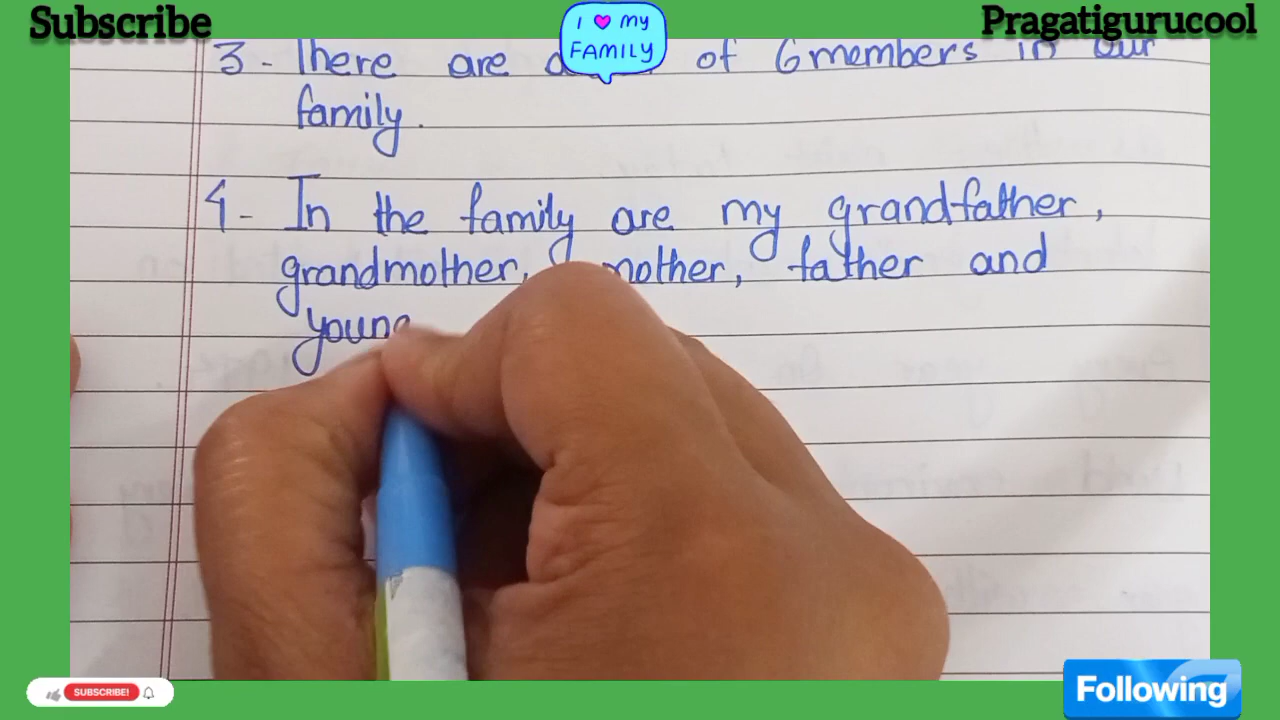 Subscribe
I ♥ my
FAMILY
Pragatigurucool
3 - There are of 6 members in our
family.
4 - In the family are my grandfather,
grandmother, mother, father and
young
SUBSCRIBE!
Following